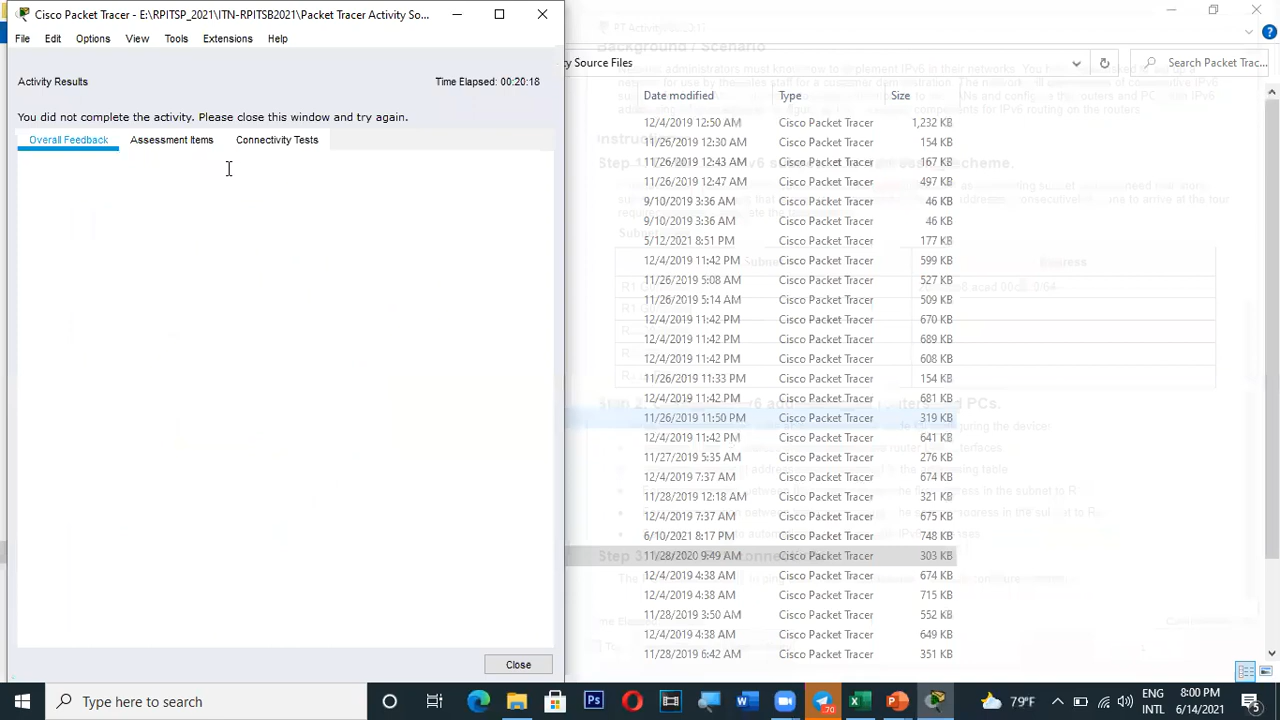 Cisco Packet Tracer - E:\RPITSP_2021\ITN-RPITSB2021\Packet Tracer Activity So...
File Edit Options View Tools Extensions Help
Activity Results
Time Elapsed: 00:20:18
You did not complete the activity. Please close this window and try again.
Overall Feedback Assessment Items Connectivity Tests
Close
PT Activity
Background / Scenario
ty Source Files
Search Packet Trac...
administrators must know how to implement IPv6 in their networks. You
Date modified Type Size
12/4/2019 12:50 AM Cisco Packet Tracer 1,232 KB
11/26/2019 12:30 AM Cisco Packet Tracer 154 KB
11/26/2019 12:43 AM Cisco Packet Tracer 167 KB
11/26/2019 12:47 AM Cisco Packet Tracer 497 KB
9/10/2019 3:36 AM Cisco Packet Tracer 46 KB
9/10/2019 3:36 AM Cisco Packet Tracer 46 KB
5/12/2021 8:51 PM Cisco Packet Tracer 177 KB
12/4/2019 11:42 PM Cisco Packet Tracer 599 KB
11/26/2019 5:08 AM Cisco Packet Tracer 527 KB
11/26/2019 5:14 AM Cisco Packet Tracer 509 KB
12/4/2019 11:42 PM Cisco Packet Tracer 670 KB
12/4/2019 11:42 PM Cisco Packet Tracer 689 KB
12/4/2019 11:42 PM Cisco Packet Tracer 608 KB
11/26/2019 11:33 PM Cisco Packet Tracer 154 KB
12/4/2019 11:42 PM Cisco Packet Tracer 681 KB
11/26/2019 11:50 PM Cisco Packet Tracer 319 KB
12/4/2019 11:42 PM Cisco Packet Tracer 641 KB
11/27/2019 5:35 AM Cisco Packet Tracer 276 KB
12/4/2019 7:37 AM Cisco Packet Tracer 674 KB
11/28/2019 12:18 AM Cisco Packet Tracer 321 KB
12/4/2019 7:37 AM Cisco Packet Tracer 675 KB
6/10/2021 8:17 PM Cisco Packet Tracer 748 KB
11/28/2020 9:49 AM Cisco Packet Tracer 303 KB
12/4/2019 4:38 AM Cisco Packet Tracer 674 KB
12/4/2019 4:38 AM Cisco Packet Tracer 715 KB
11/28/2019 3:50 AM Cisco Packet Tracer 552 KB
12/4/2019 4:38 AM Cisco Packet Tracer 649 KB
11/28/2019 6:42 AM Cisco Packet Tracer 351 KB
Type here to search
70
79°F
ENG
INTL
8:00 PM
6/14/2021
5